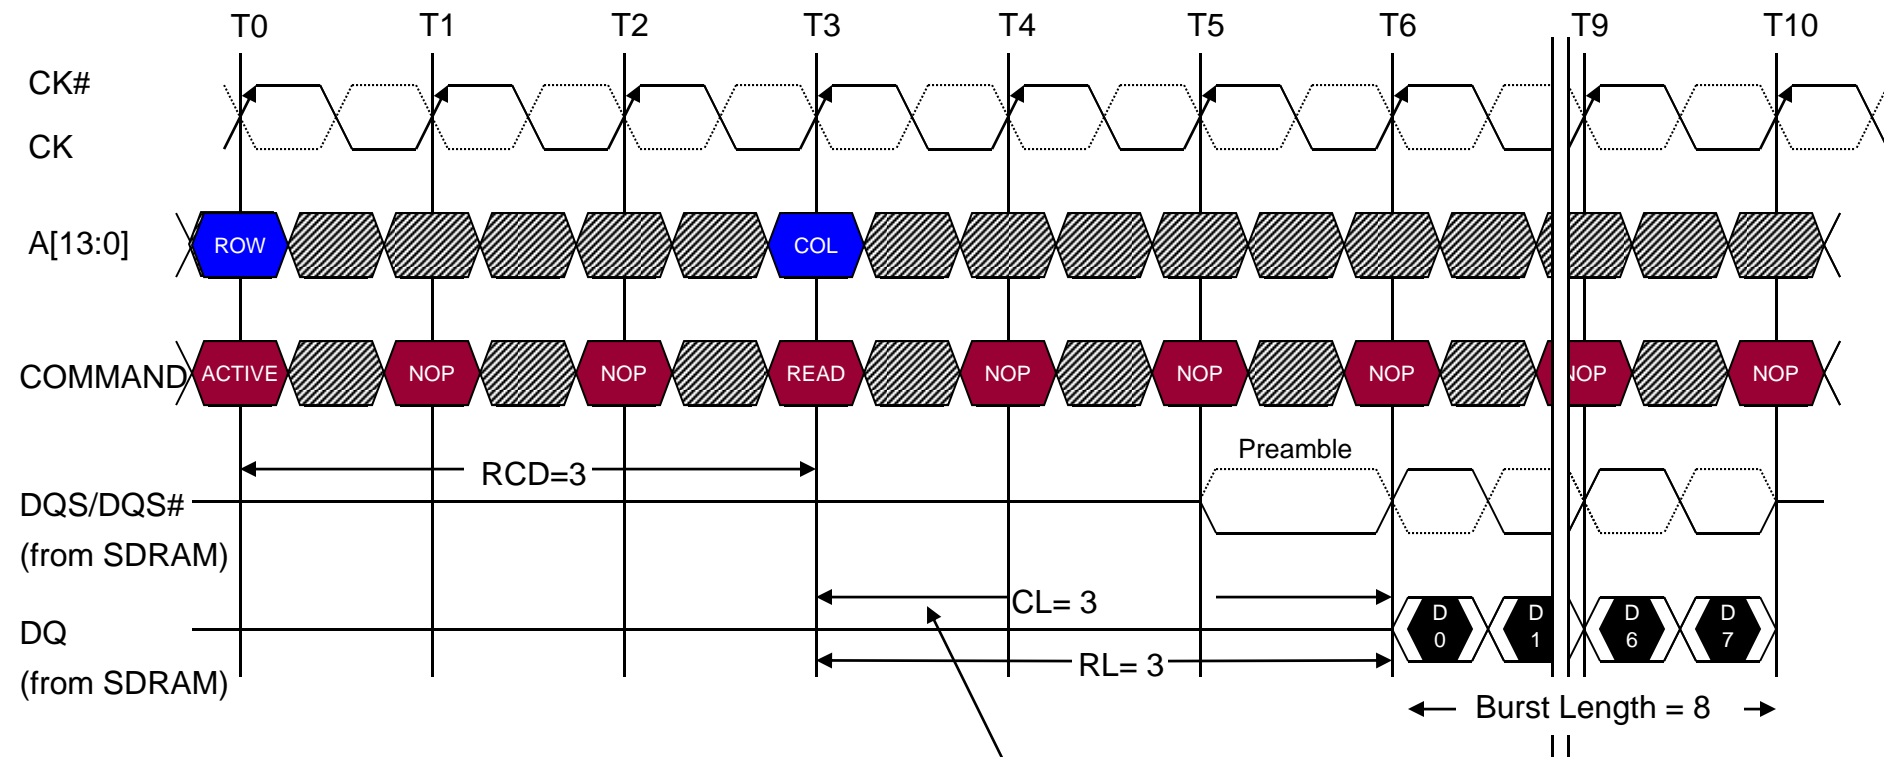 T0 T1 T2 T3 T4 T5 T6 T9 T10
CK#
CK
A[13:0] ROW COL
COMMAND ACTIVE NOP NOP READ NOP NOP NOP NOP NOP
Preamble
RCD=3
DQS/DQS#
(from SDRAM)
CL= 3
DQ D 0 D 1 D 6 D 7
RL= 3
(from SDRAM)
Burst Length = 8